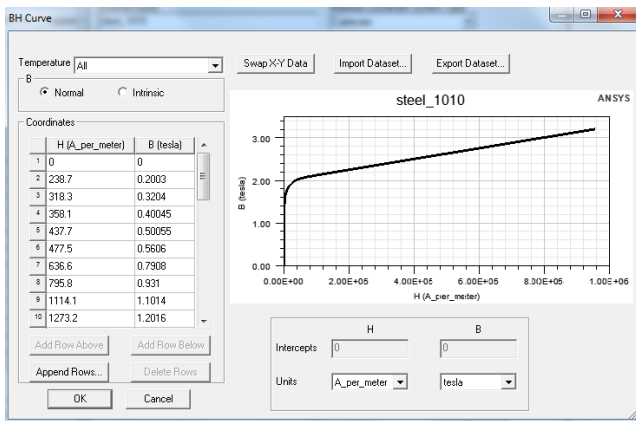 BH Curve
Temperature All
Swap X-Y Data Import Dataset... Export Dataset...
B
Normal Intrinsic
steel_1010 ANSYS
Coordinates
H (A_per_meter) B (tesla)
1 0 0
2 238.7 0.2003
3 318.3 0.3204
4 358.1 0.40045
5 437.7 0.50055
6 477.5 0.5606
7 636.6 0.7908
8 795.8 0.931
9 1114.1 1.1014
10 1273.2 1.2016
3.00
2.00
1.00
0.00
B (tesla)
0.00E+00 2.00E+05 4.00E+05 6.00E+05 8.00E+05 1.00E+06
H (A_per_meter)
Add Row Above Add Row Below
Append Rows... Delete Rows
OK Cancel
H B
Intercepts 0 0
Units A_per_meter tesla